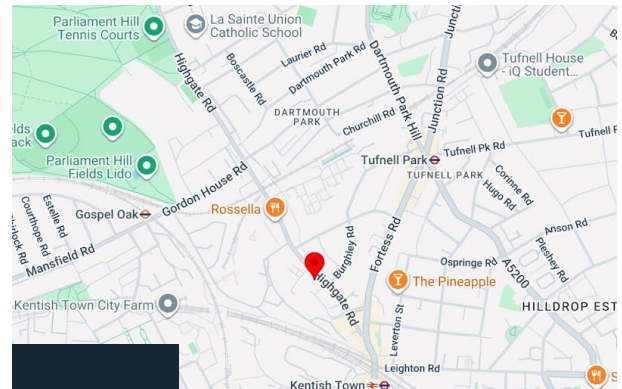 Parliament Hill
Tennis Courts
La Sainte Union
Catholic School
Highgate Rd
Boscastle Rd
Laurier Rd
Dartmouth Park Rd
Dartmouth Park Hill
Junction Rd
Tufnell House
- iQ Student...
DARTMOUTH
PARK
Churchill Rd
Parliament Hill
Fields Lido
Tufnell Park
Tufnell Pk Rd
TUFNELL PARK
Gordon House Rd
Gospel Oak
Rossella
Corinne Rd
Hugo Rd
Estelle Rd
Courthope Rd
Mansfield Rd
Burghley Rd
Fortess Rd
Anson Rd
Pleshey Rd
Ospringe Rd
A5200
Highgate Rd
The Pineapple
Kentish Town City Farm
Leverton St
HILLDROP EST
Leighton Rd
Kentish Town